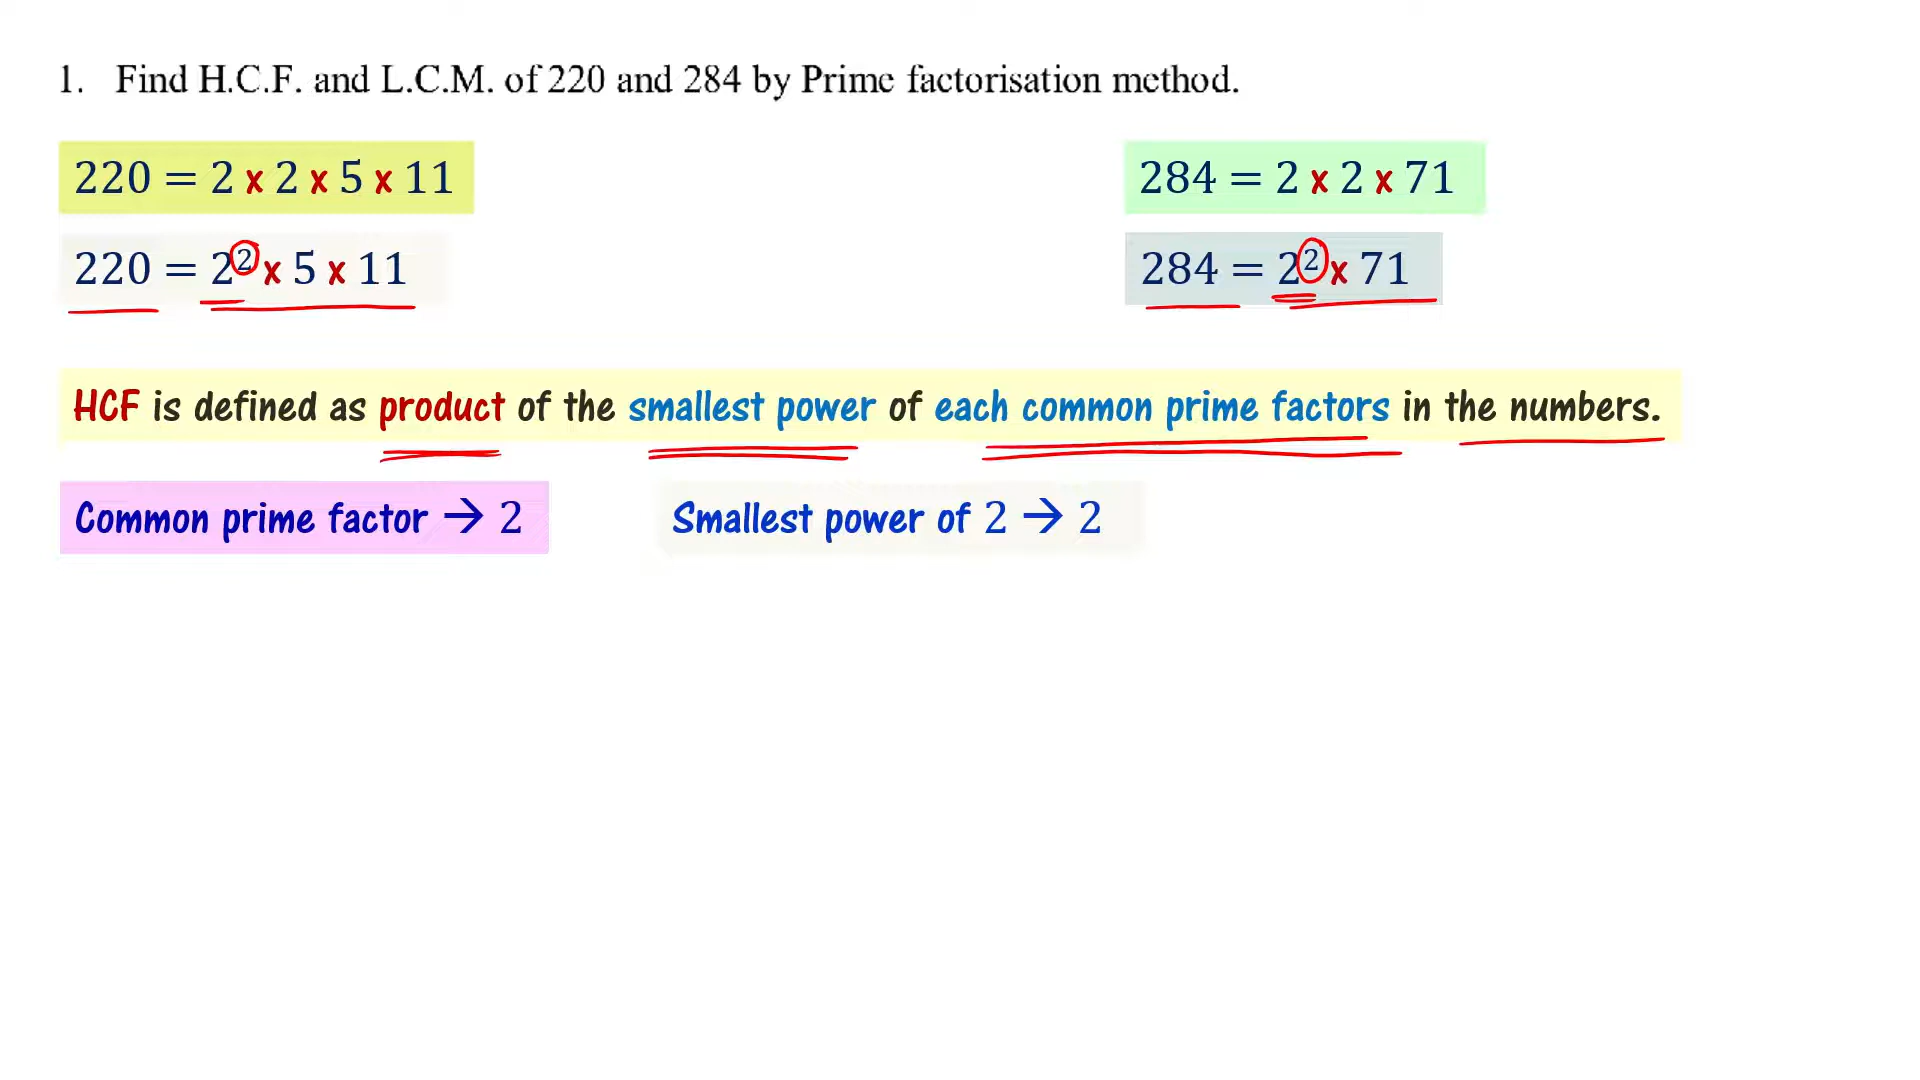 1. Find H.C.F. and L.C.M. of 220 and 284 by Prime factorisation method.
220 = 2 x 2 x 5 x 11
284 = 2 x 2 x 71
220 = 2² x 5 x 11
284 = 2² x 71
HCF is defined as product of the smallest power of each common prime factors in the numbers.
Common prime factor → 2
Smallest power of 2 → 2